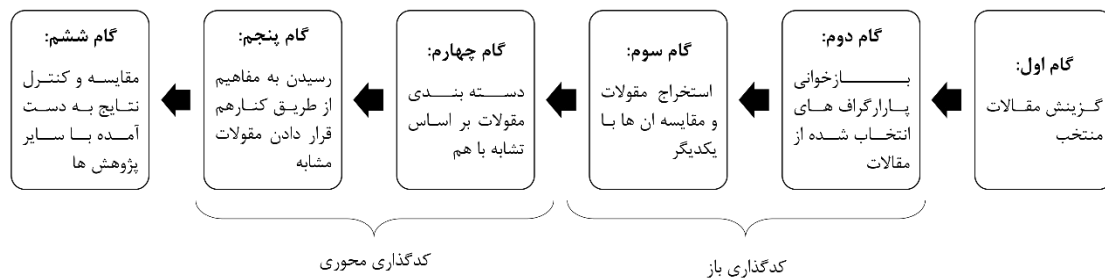 گام اول:
گزینش مقالات
منتخب
گام دوم:
بازخوانی
پارارگراف های
انتخاب شده از
مقالات
گام سوم:
استخراج مقولات
و مقایسه ان ها با
یکدیگر
گام چهارم:
دسته بندی
مقولات بر اساس
تشابه با هم
گام پنجم:
رسیدن به مفاهیم
از طریق کنارهم
قرار دادن مقولات
مشابه
گام ششم:
مقایسه و کنترل
نتایج به دست
آمده با سایر
پژوهش ها
کدگذاری باز
کدگذاری محوری